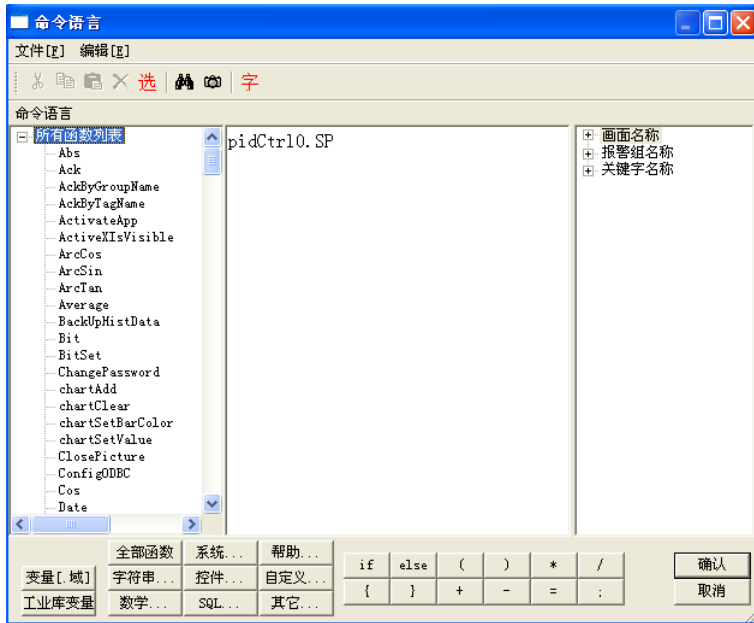 命令语言
文件[F] 编辑[E]
选 字
命令语言
所有函数列表
Abs
Ack
AckByGroupName
AckByTagName
ActivateApp
ActiveXIsVisible
ArcCos
ArcSin
ArcTan
Average
BackUpHistData
Bit
BitSet
ChangePassword
chartAdd
chartClear
chartSetBarColor
chartSetValue
ClosePicture
ConfigODBC
Cos
Date
pidCtrl0.SP
画面名称
报警组名称
关键字名称
全部函数 系统... 帮助...
变量[.域] 字符串... 控件... 自定义...
工业库变量 数学... SQL... 其它...
if else ( ) * /
{ } + - = ;
确认
取消